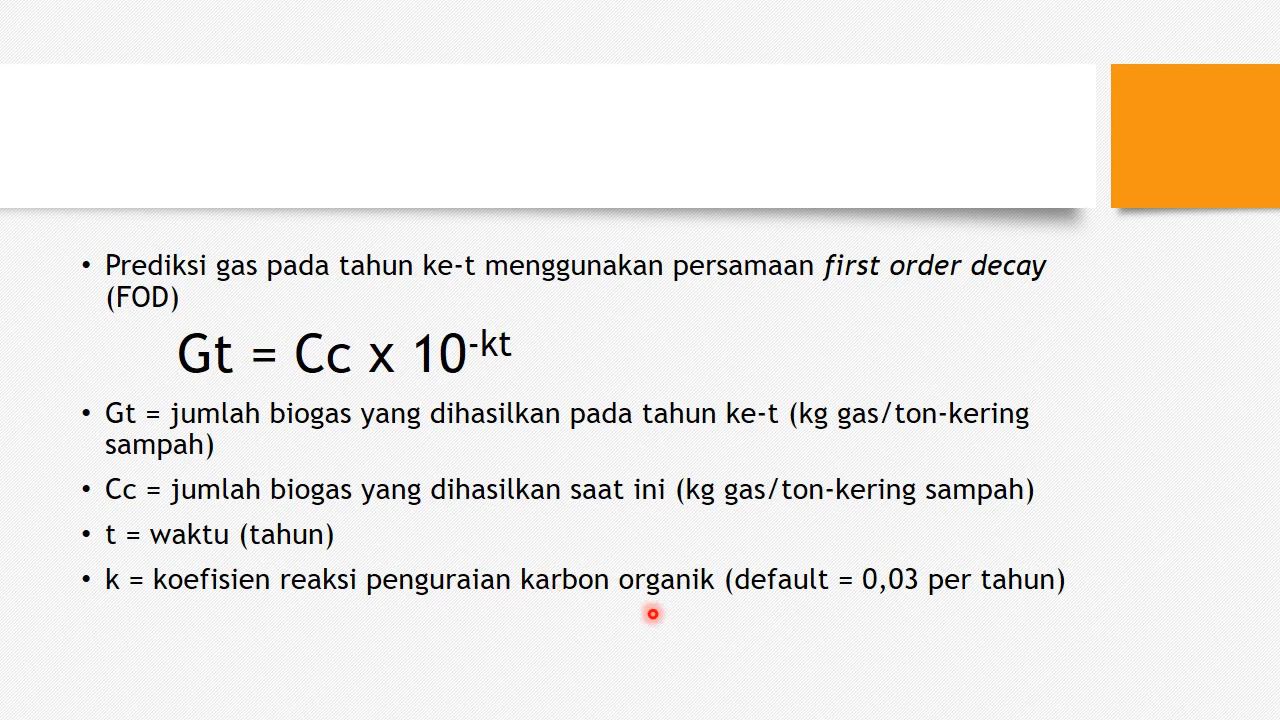 • Prediksi gas pada tahun ke-t menggunakan persamaan first order decay
(FOD)
Gt = Cc x 10^-kt
• Gt = jumlah biogas yang dihasilkan pada tahun ke-t (kg gas/ton-kering
sampah)
• Cc = jumlah biogas yang dihasilkan saat ini (kg gas/ton-kering sampah)
• t = waktu (tahun)
• k = koefisien reaksi penguraian karbon organik (default = 0,03 per tahun)